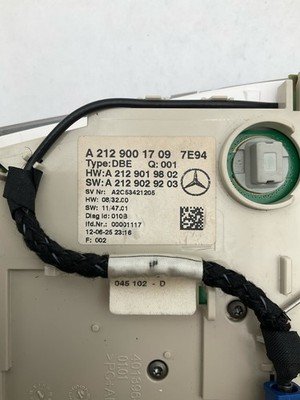 A 212 900 17 09 7E94
Type: DBE Q: 001
HW: A 212 901 98 02
SW: A 212 902 92 03
SV Nr: A2C53421205
HW: 08/32.00
SW: 11/47.01
Diag Id: 010B
lfd.Nr.: 00001117
12-06-25 23:16
F: 002
045 102 - D
0101